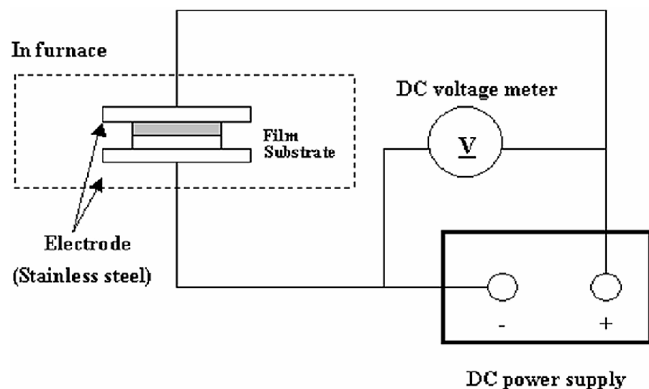 In furnace
DC voltage meter
V
Film
Substrate
Electrode
(Stainless steel)
-
+
DC power supply